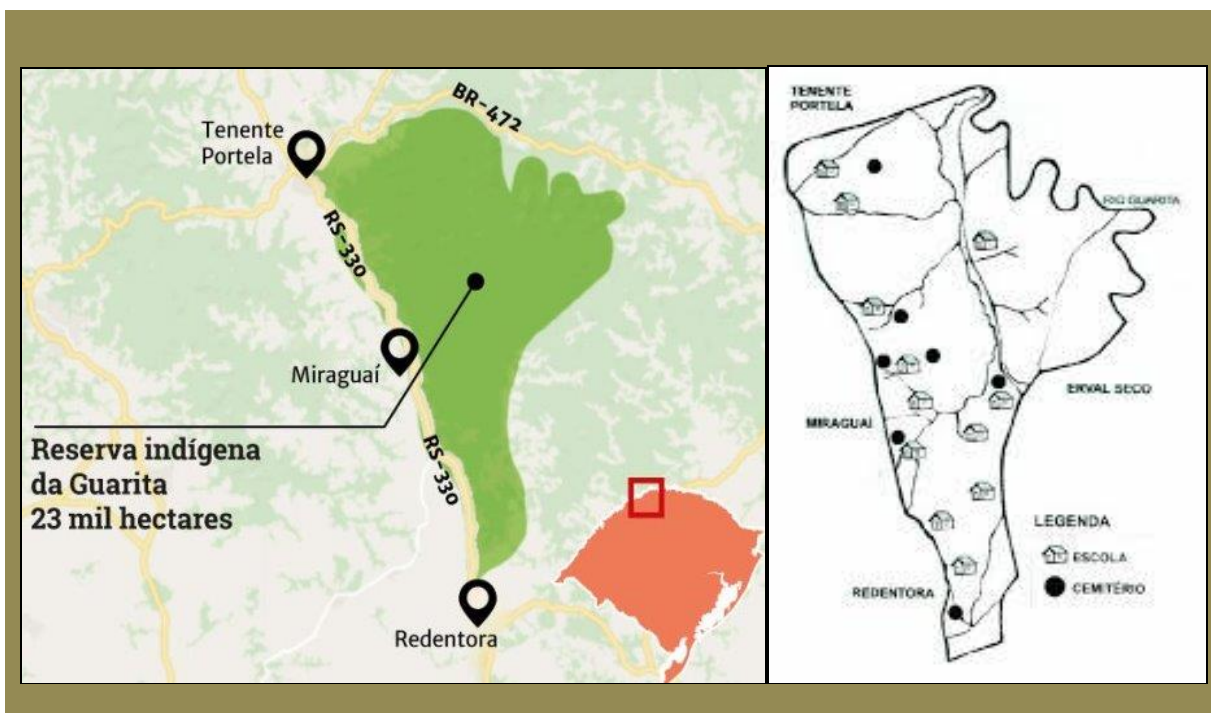 BR-472
Tenente
Portela
RS-330
Miraguaí
Reserva indígena
da Guarita
23 mil hectares
RS-330
Redentora
TENENTE
PORTELA
RIO GUARITA
ERVAL SECO
MIRAGUAÍ
LEGENDA
ESCOLA
REDENTORA
CEMITÉRIO